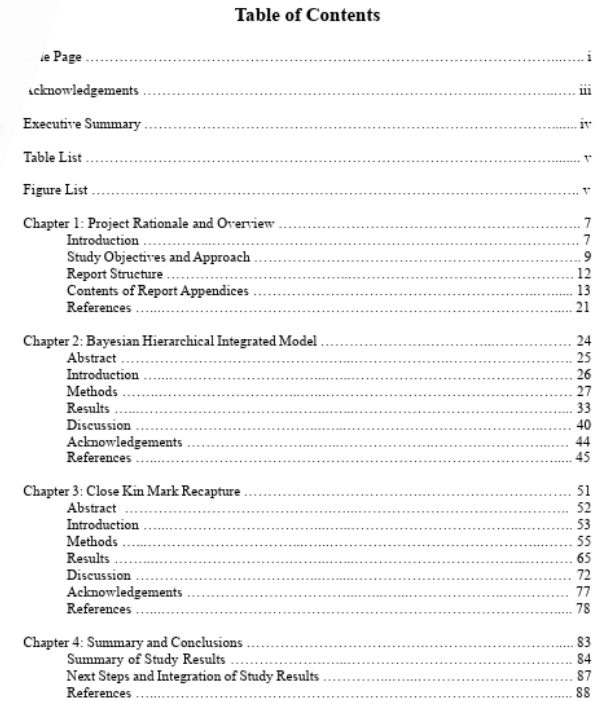 Table of Contents
Page ........ i
........ iii
Executive Summary ........ iv
Table List ........ v
Figure List ........ v
Chapter 1: Project Rationale and Overview ........ 7
Introduction ........ 7
Study Objectives and Approach ........ 9
Report Structure ........ 12
Contents of Report Appendices ........ 13
References ........ 21
Chapter 2: Bayesian Hierarchical Integrated Model ........ 24
Abstract ........ 25
Introduction ........ 26
Methods ........ 27
Results ........ 33
Discussion ........ 40
Acknowledgements ........ 44
References ........ 45
Chapter 3: Close Kin Mark Recapture ........ 51
Abstract ........ 52
Introduction ........ 53
Methods ........ 55
Results ........ 65
Discussion ........ 72
Acknowledgements ........ 77
References ........ 78
Chapter 4: Summary and Conclusions ........ 83
Summary of Study Results ........ 84
Next Steps and Integration of Study Results ........ 87
References ........ 88